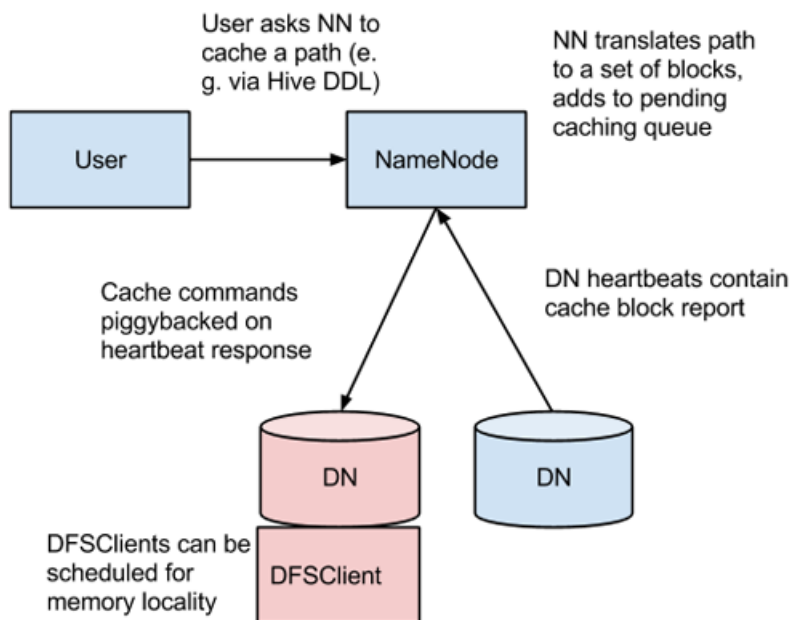 User asks NN to
cache a path (e.
g. via Hive DDL)
NN translates path
to a set of blocks,
adds to pending
caching queue
User
NameNode
Cache commands
piggybacked on
heartbeat response
DN heartbeats contain
cache block report
DN
DN
DFSClients can be
scheduled for
memory locality
DFSClient